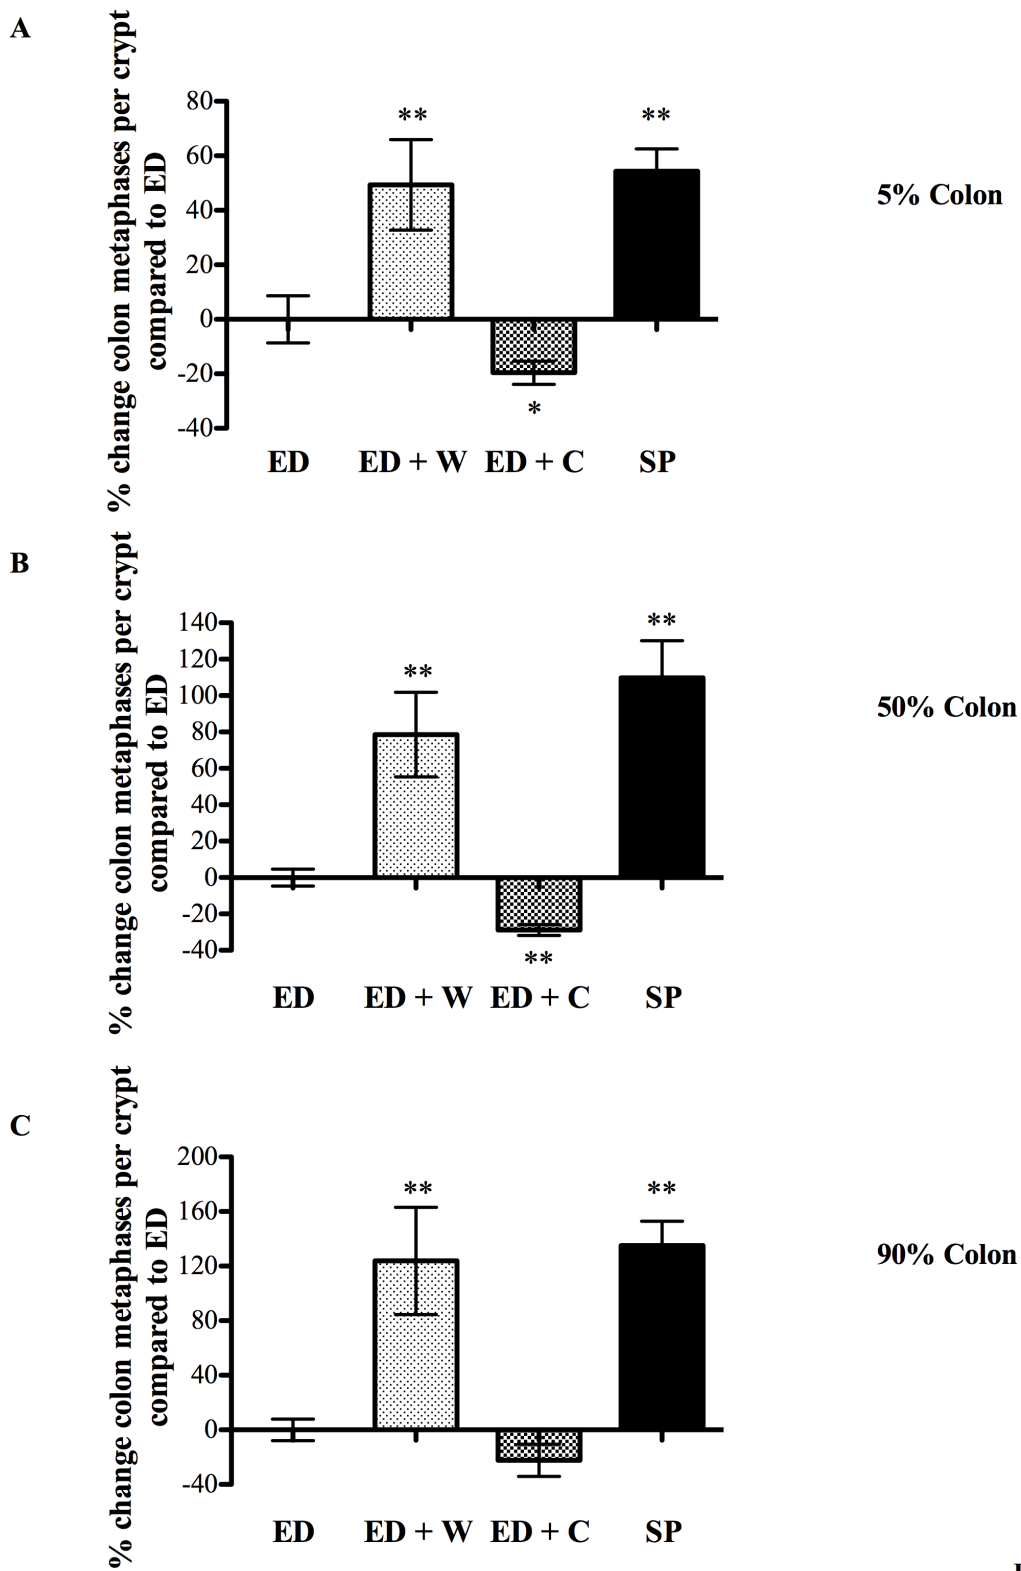 A
% change colon metaphases per crypt
compared to ED
80
60
40
20
0
-20
-40
**
*
**
5% Colon
ED ED + W ED + C SP
B
% change colon metaphases per crypt
compared to ED
140
120
100
80
60
40
20
0
-20
-40
**
**
**
50% Colon
ED ED + W ED + C SP
C
% change colon metaphases per crypt
compared to ED
200
160
120
80
40
0
-40
**
**
90% Colon
ED ED + W ED + C SP